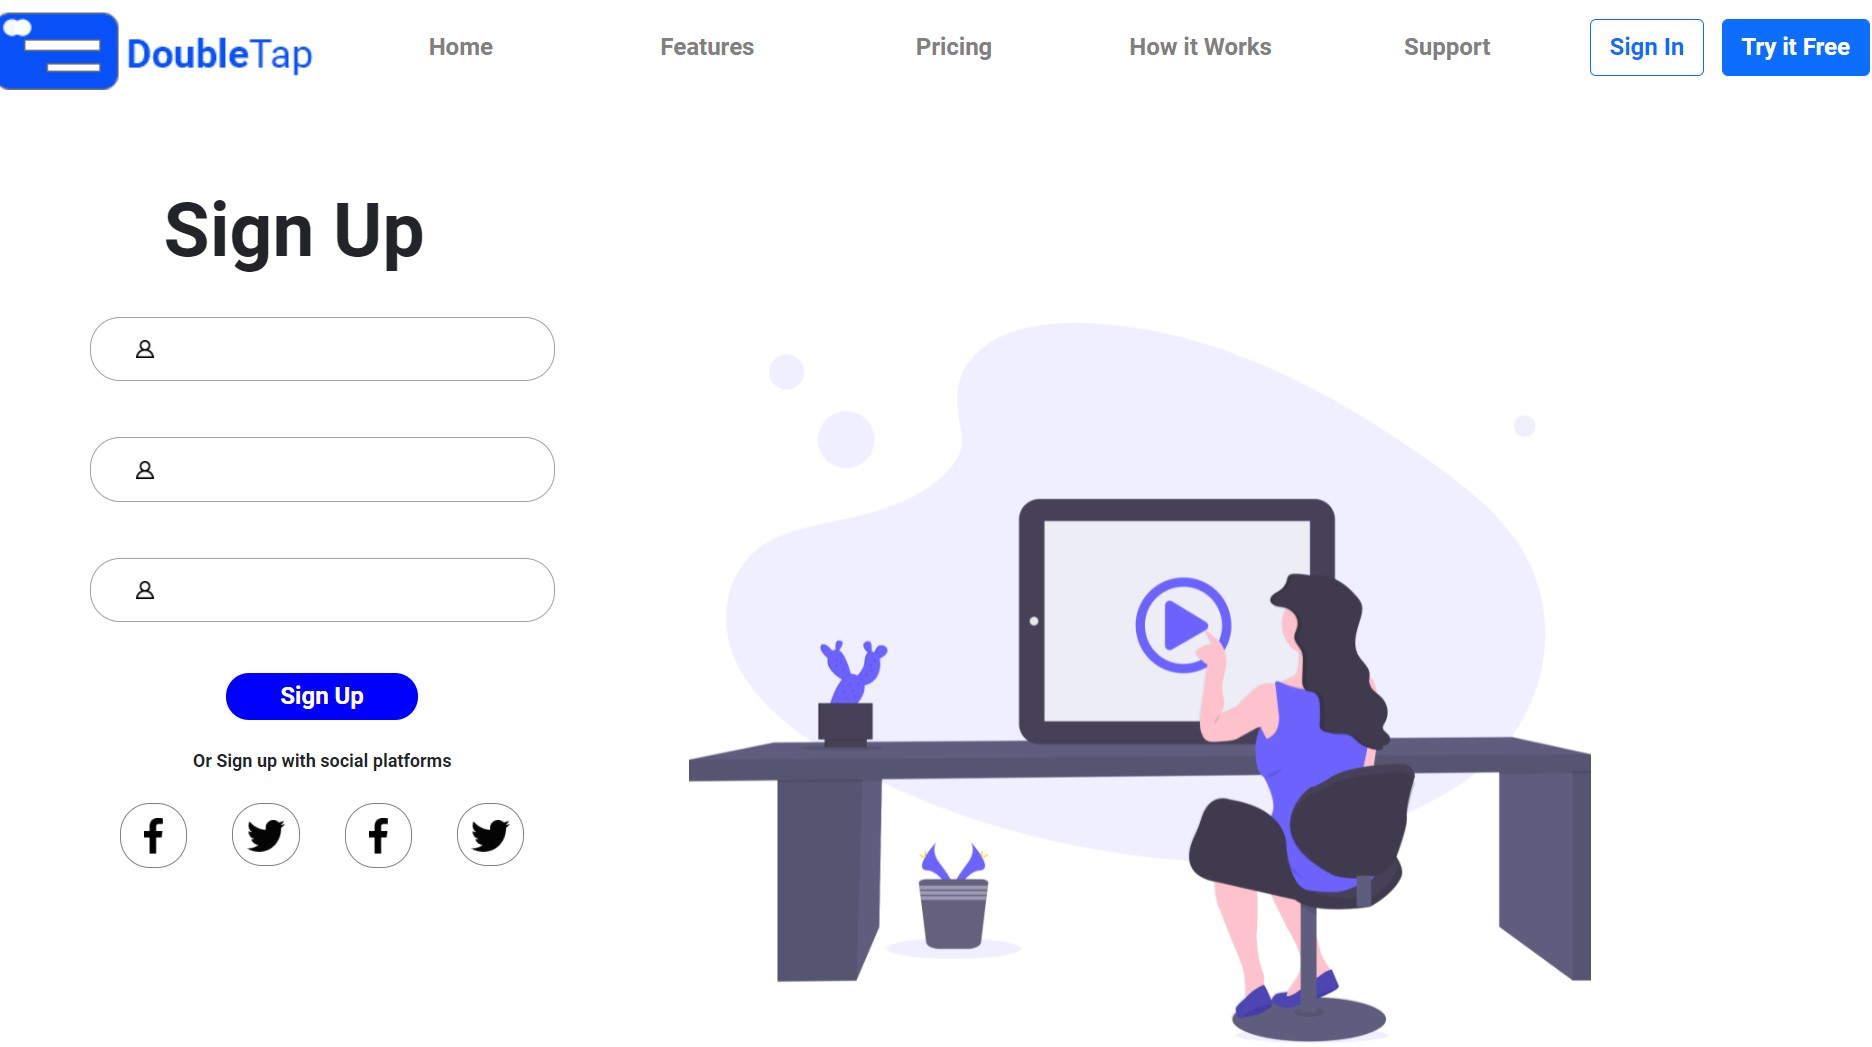 DoubleTap
Home
Features
Pricing
How it Works
Support
Sign In
Try it Free
Sign Up
Sign Up
Or Sign up with social platforms